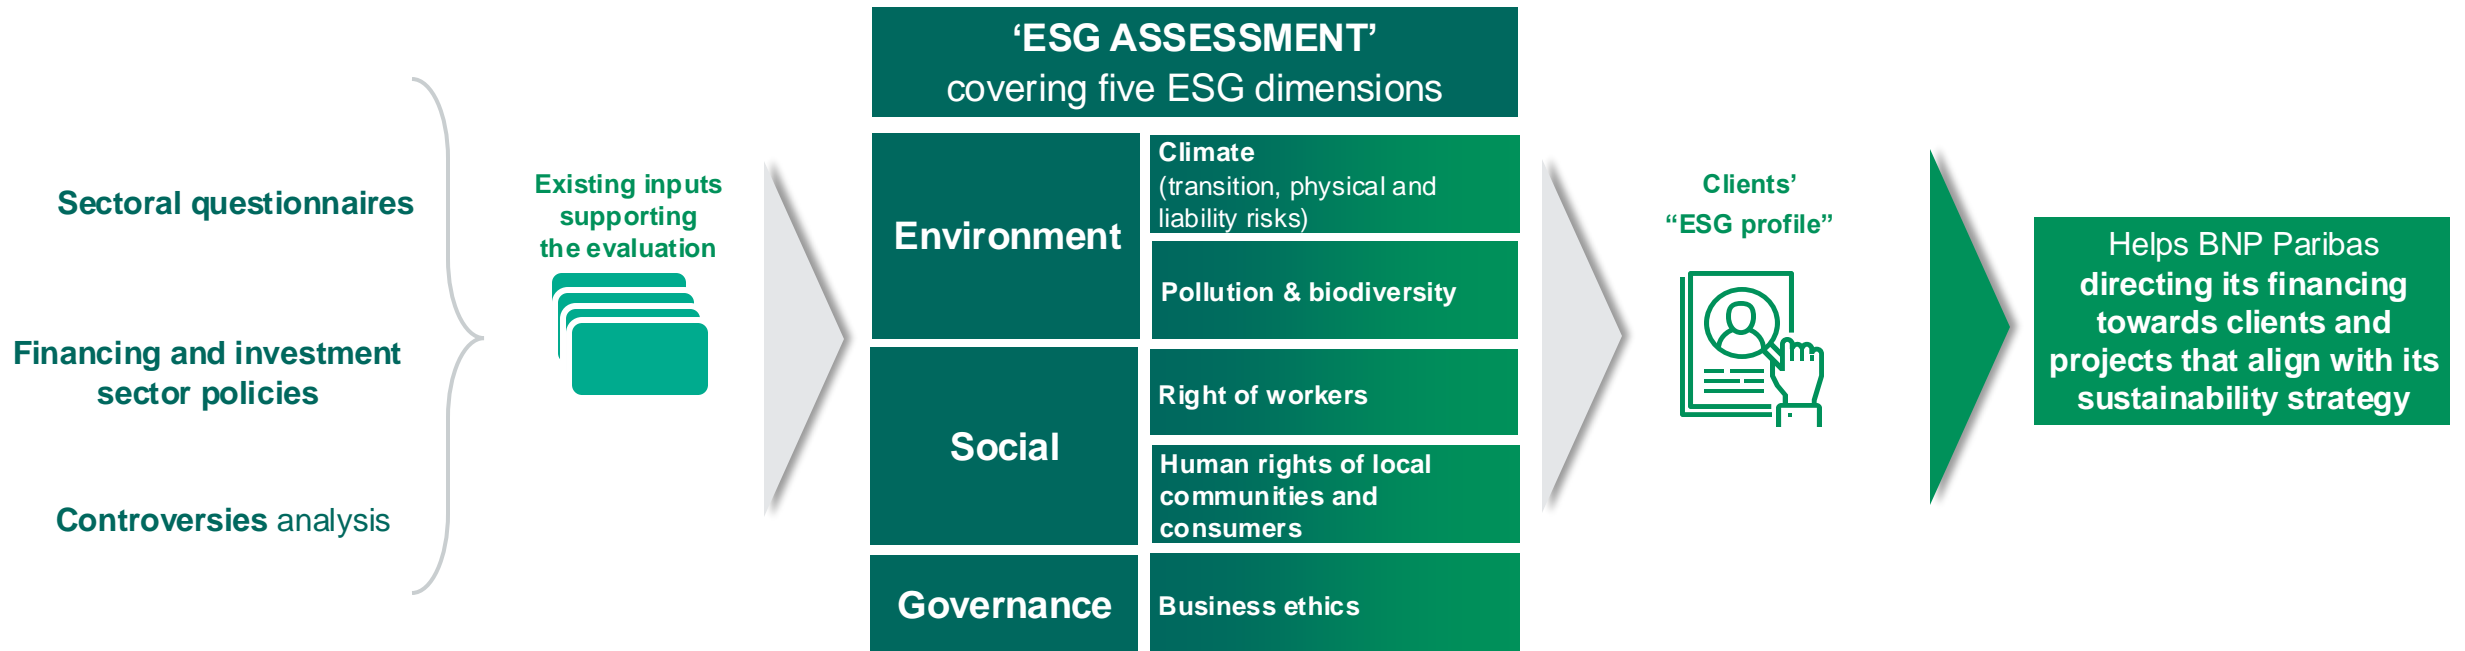 Sectoral questionnaires
Financing and investment
sector policies
Controversies analysis
Existing inputs
supporting
the evaluation
‘ESG ASSESSMENT’
covering five ESG dimensions
Environment
Climate
(transition, physical and
liability risks)
Pollution & biodiversity
Social
Right of workers
Human rights of local
communities and
consumers
Governance
Business ethics
Clients’
“ESG profile”
Helps BNP Paribas
directing its financing
towards clients and
projects that align with its
sustainability strategy